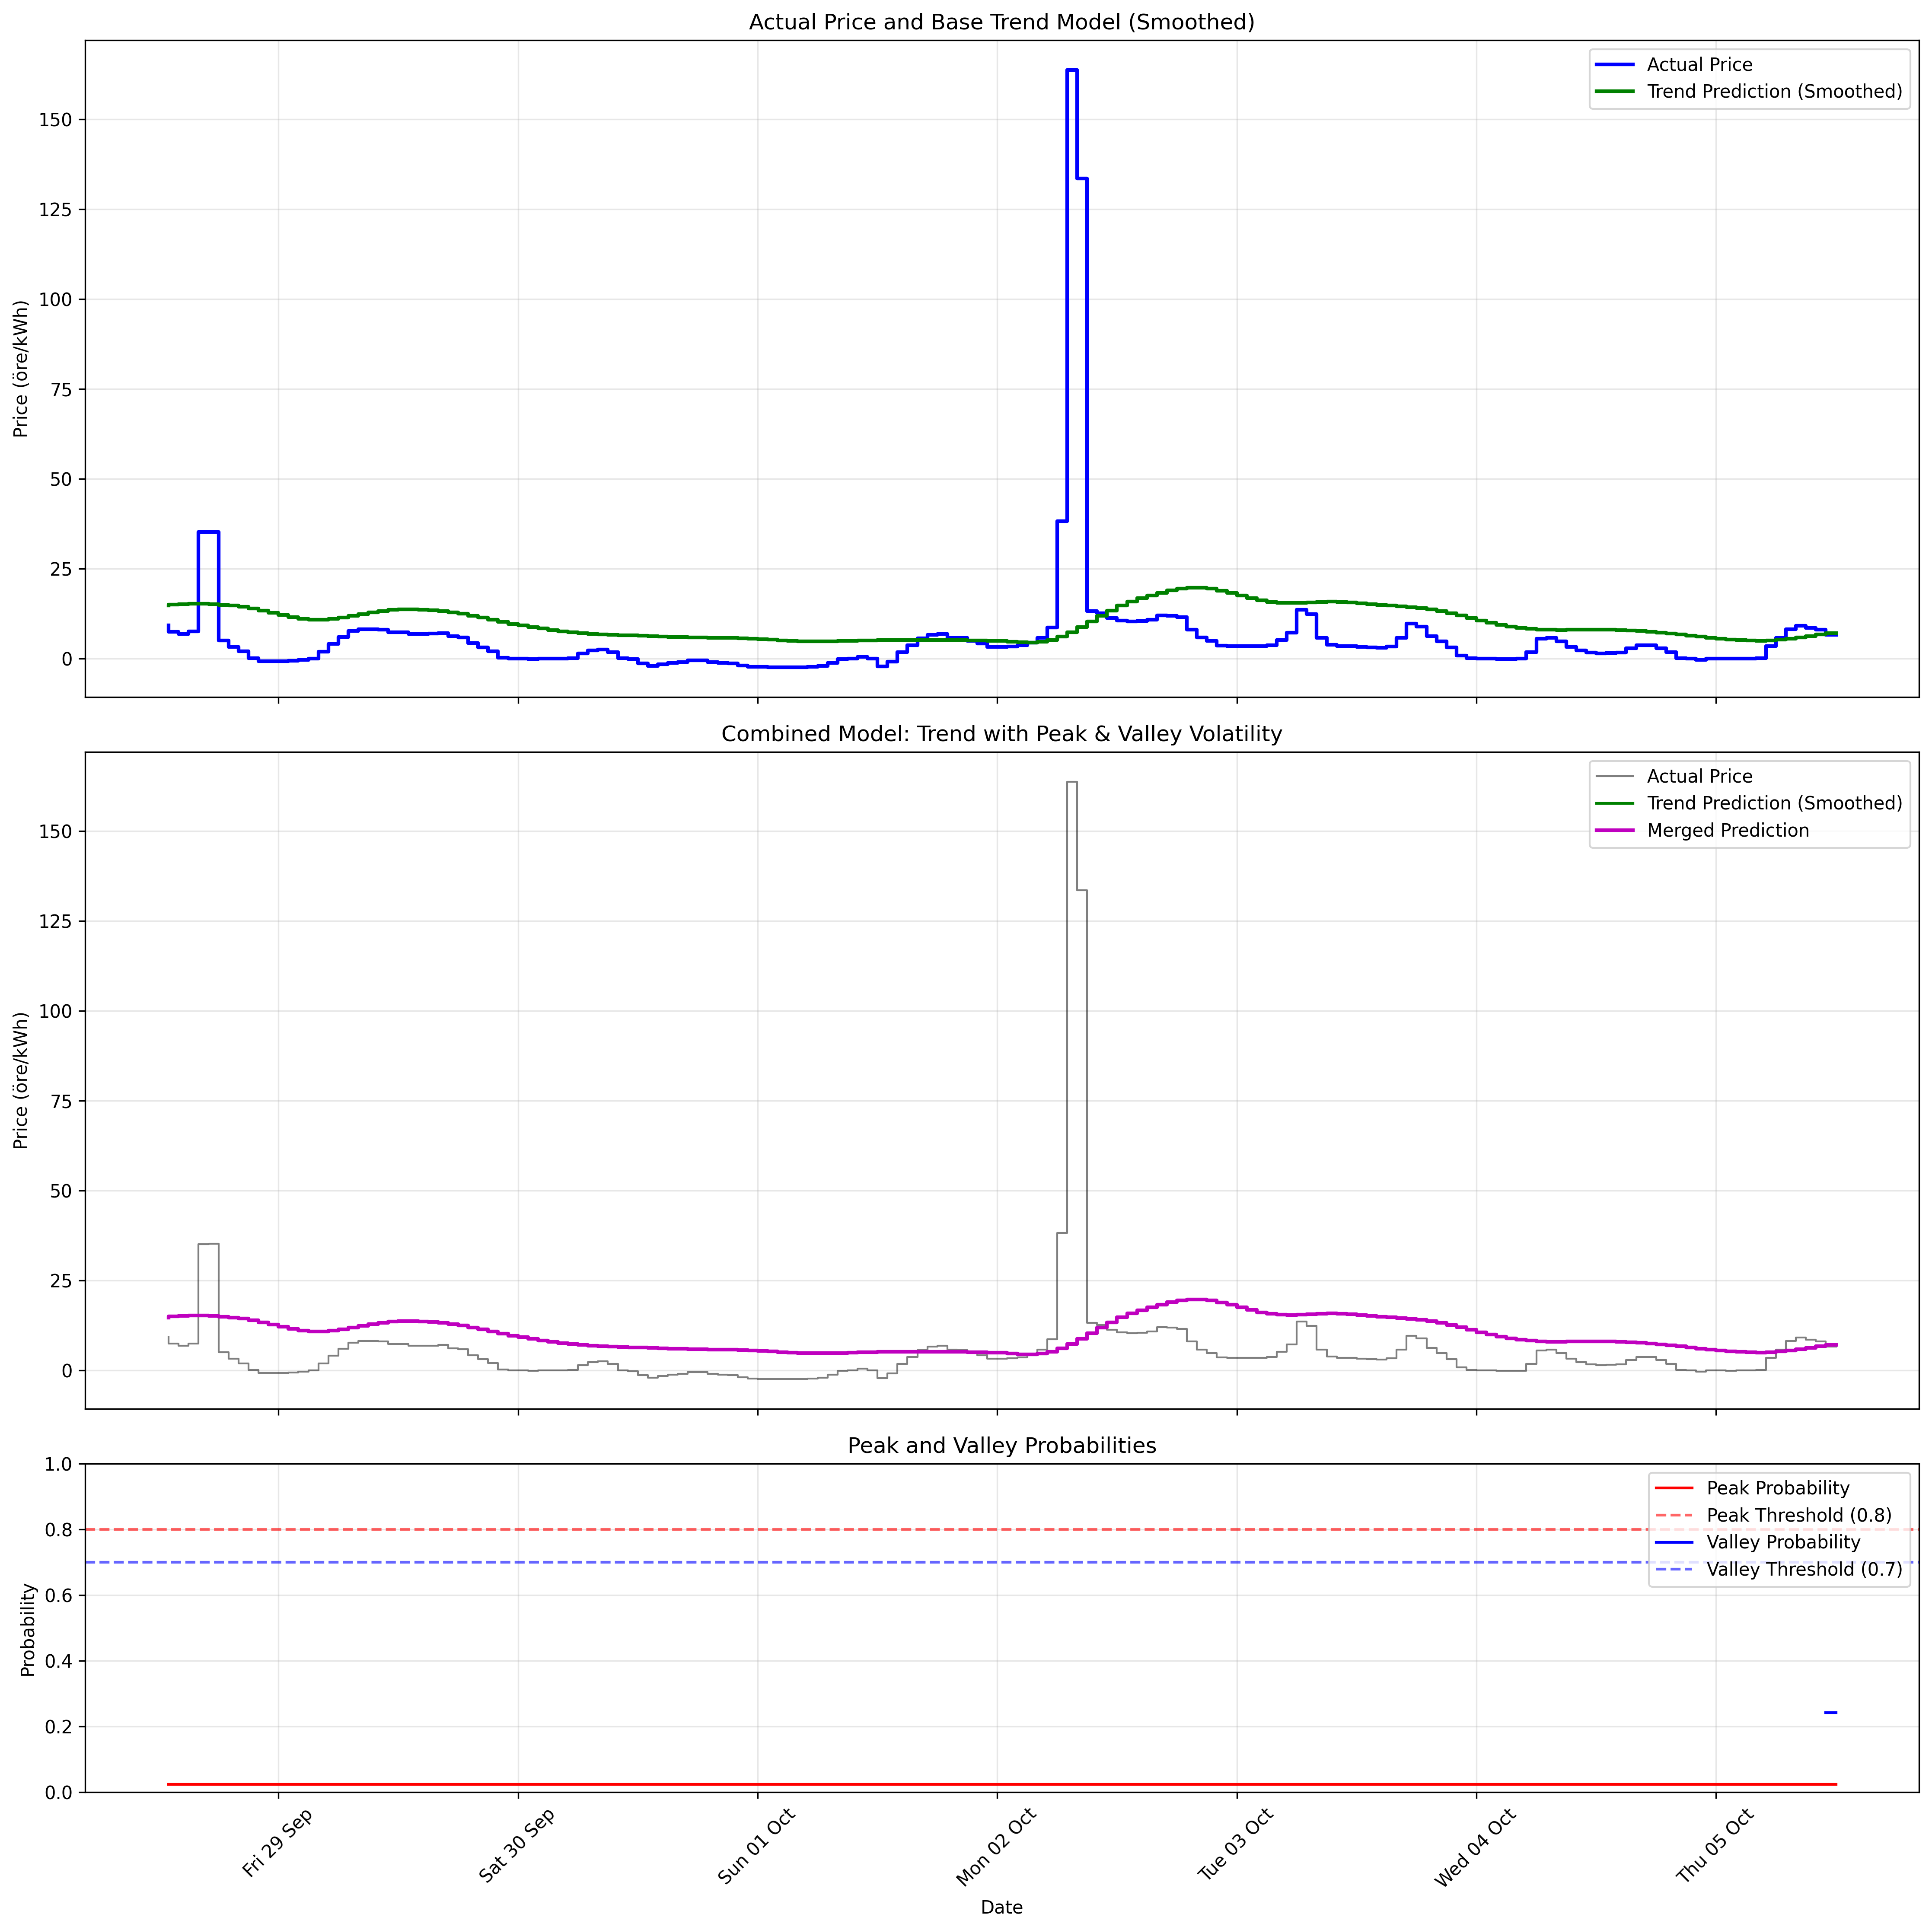 Actual Price and Base Trend Model (Smoothed)
Price (öre/kWh)
150
125
100
75
50
25
0
Actual Price
Trend Prediction (Smoothed)
Combined Model: Trend with Peak & Valley Volatility
Price (öre/kWh)
150
125
100
75
50
25
0
Actual Price
Trend Prediction (Smoothed)
Merged Prediction
Peak and Valley Probabilities
Probability
1.0
0.8
0.6
0.4
0.2
0.0
Peak Probability
Peak Threshold (0.8)
Valley Probability
Valley Threshold (0.7)
Fri 29 Sep
Sat 30 Sep
Sun 01 Oct
Mon 02 Oct
Tue 03 Oct
Wed 04 Oct
Thu 05 Oct
Date